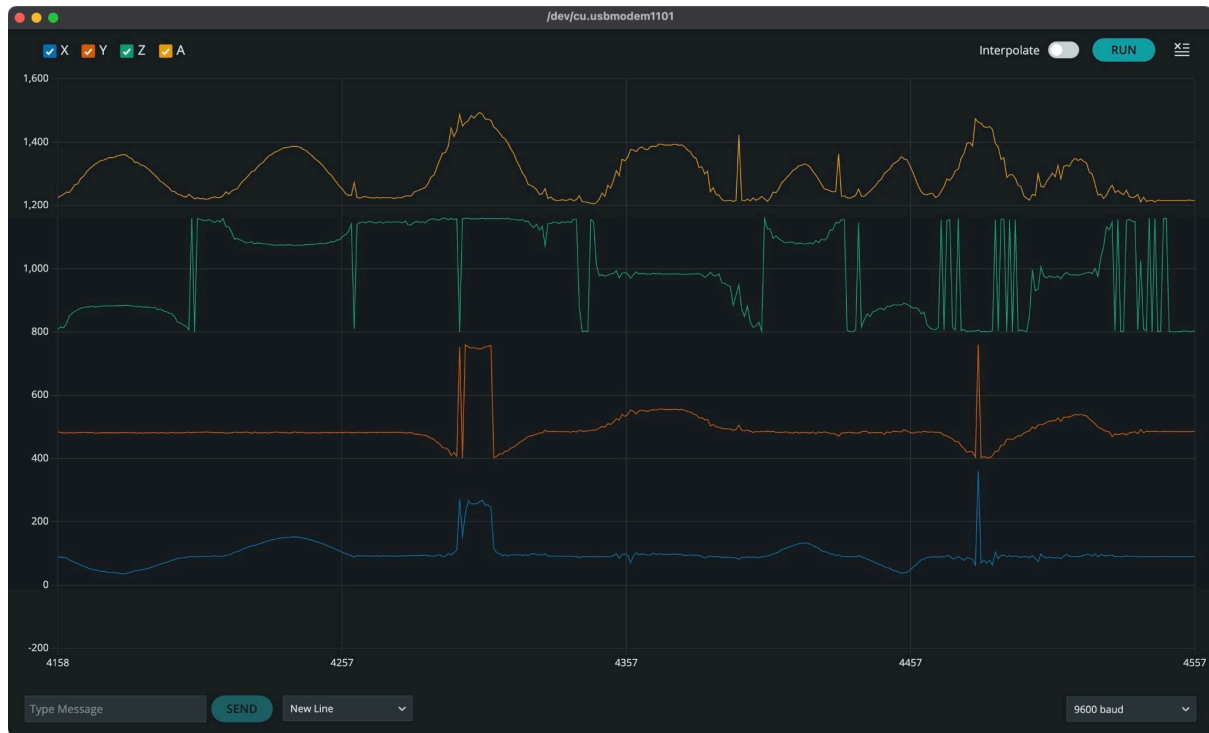 /dev/cu.usbmodem1101
X Y Z A Interpolate RUN
1,600
1,400
1,200
1,000
800
600
400
200
0
-200
4158 4257 4357 4457 4557
Type Message SEND New Line 9600 baud